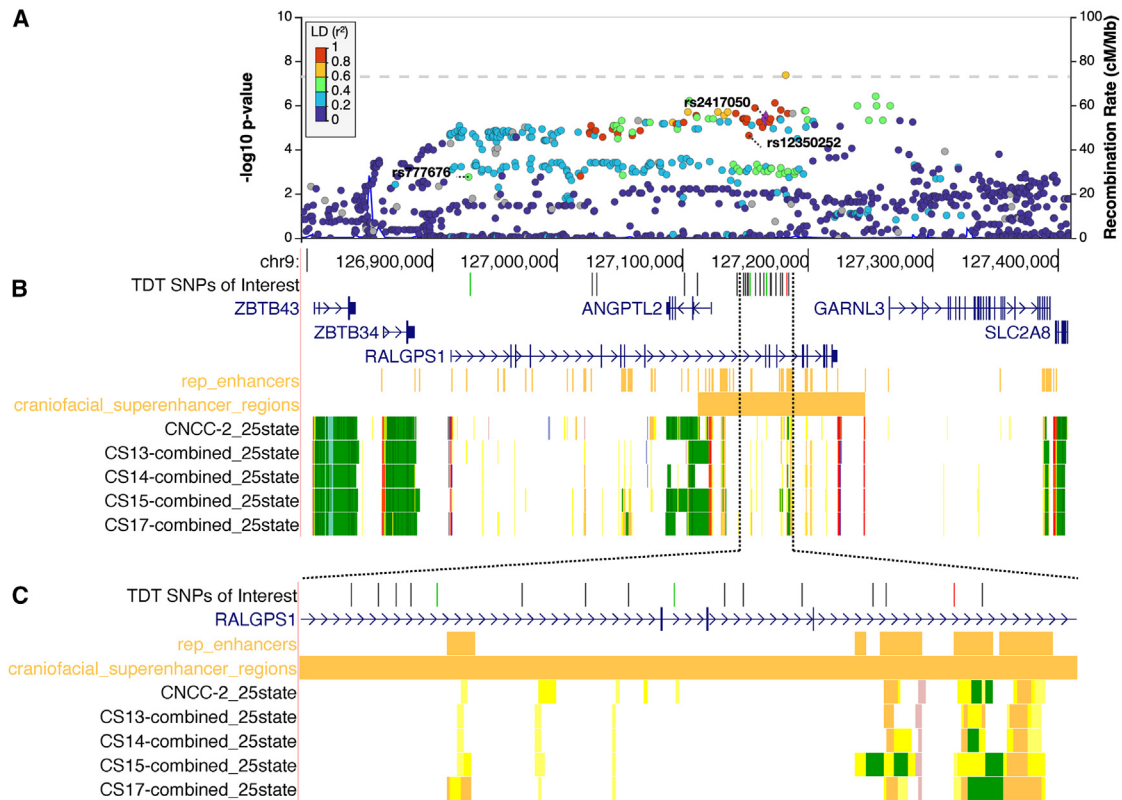 A
10
8
6
4
2
0
-log10 p-value
LD (r²)
1
0.8
0.6
0.4
0.2
0
rs2417050
rs12350252
rs777676
100
80
60
40
20
0
Recombination Rate (cM/Mb)
chr9: 126,900,000 127,000,000 127,100,000 127,200,000 127,300,000 127,400,000
B
TDT SNPs of Interest
ZBTB43 ANGPTL2 GARNL3
ZBTB34 SLC2A8
RALGPS1
rep_enhancers
craniofacial_superenhancer_regions
CNCC-2_25state
CS13-combined_25state
CS14-combined_25state
CS15-combined_25state
CS17-combined_25state
C
TDT SNPs of Interest
RALGPS1
rep_enhancers
craniofacial_superenhancer_regions
CNCC-2_25state
CS13-combined_25state
CS14-combined_25state
CS15-combined_25state
CS17-combined_25state